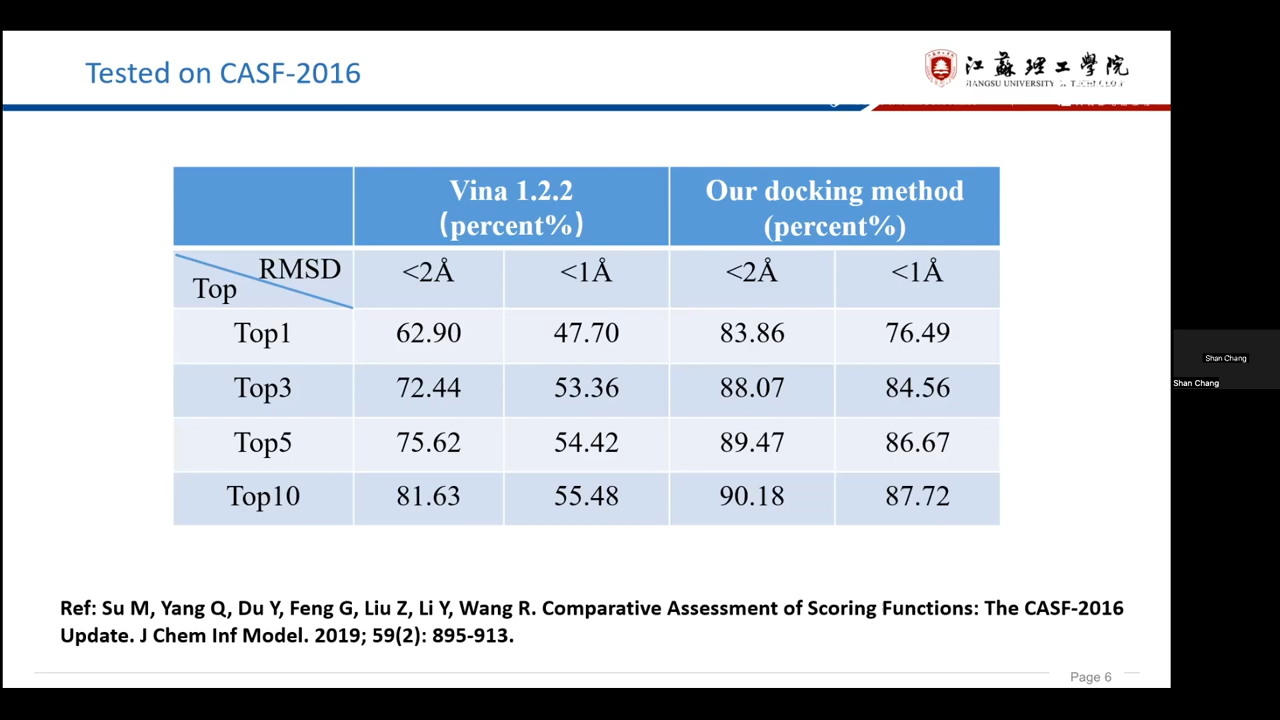 Tested on CASF-2016
江蘇理工學院
JIANGSU UNIVERSITY OF TECHNOLOGY
Vina 1.2.2 (percent%)
Our docking method (percent%)
RMSD
Top
<2Å <1Å <2Å <1Å
Top1 62.90 47.70 83.86 76.49
Top3 72.44 53.36 88.07 84.56
Top5 75.62 54.42 89.47 86.67
Top10 81.63 55.48 90.18 87.72
Ref: Su M, Yang Q, Du Y, Feng G, Liu Z, Li Y, Wang R. Comparative Assessment of Scoring Functions: The CASF-2016
Update. J Chem Inf Model. 2019; 59(2): 895-913.
Page 6
Shan Chang
Shan Chang